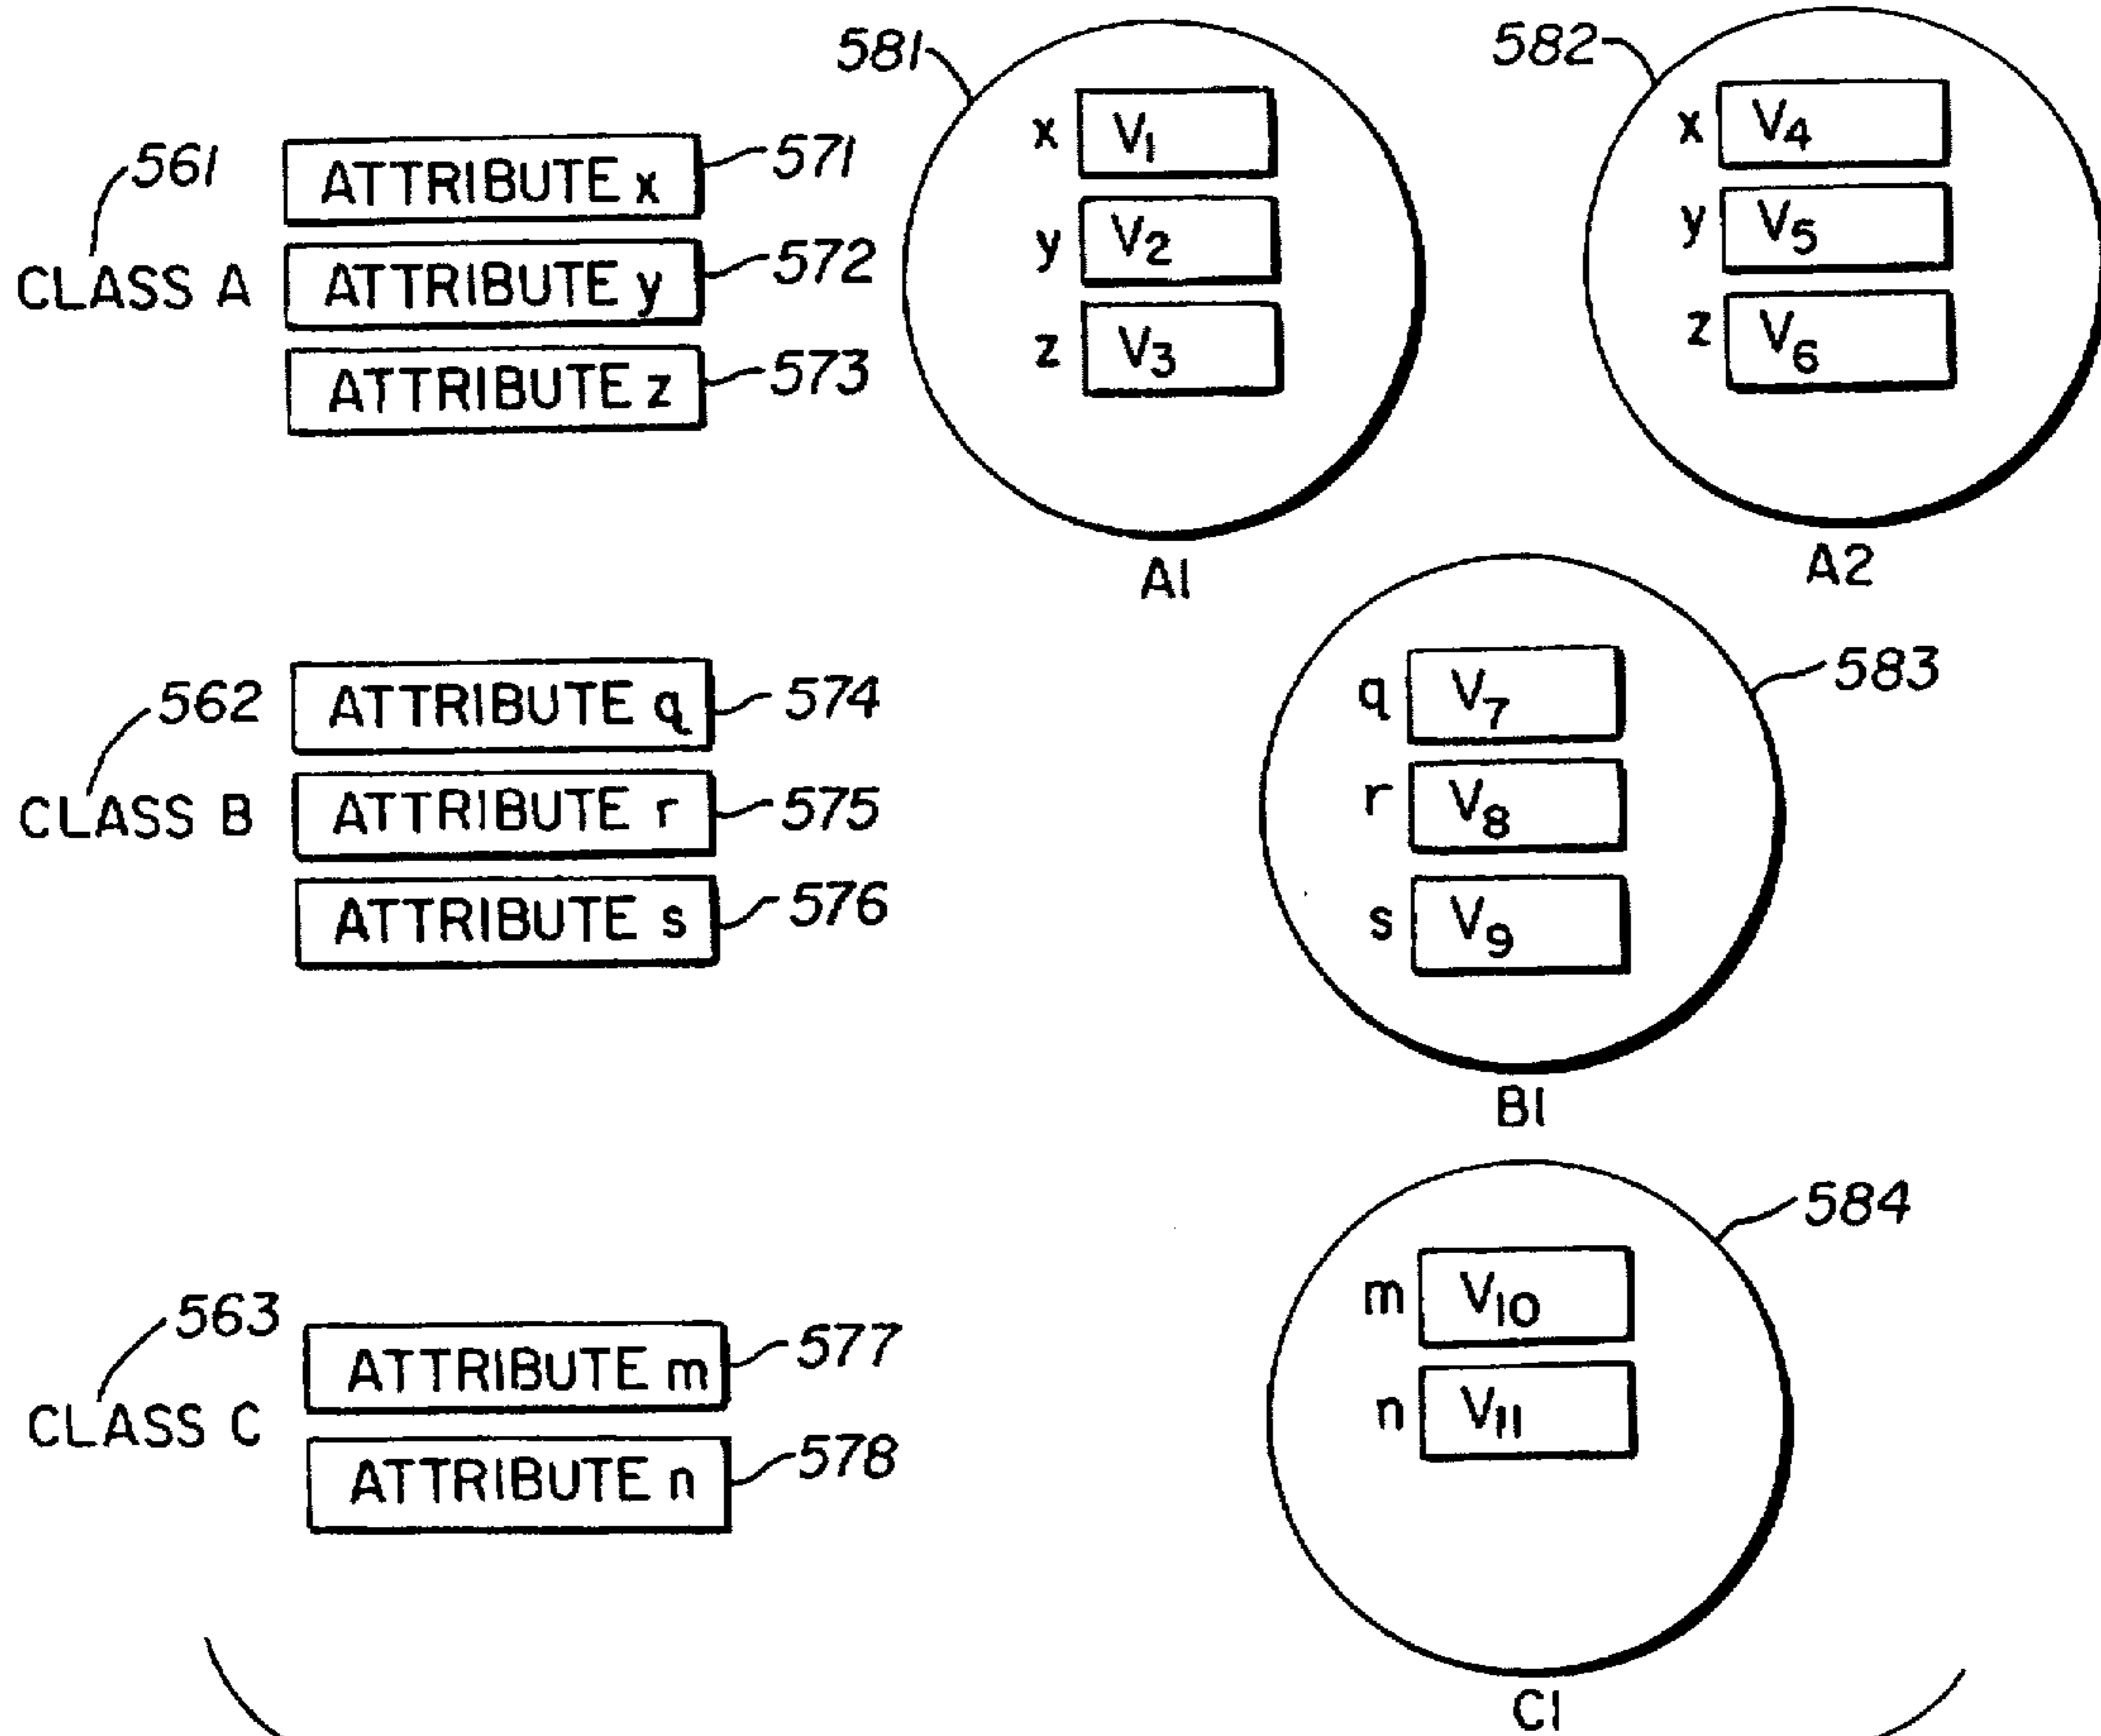 581
582
561
ATTRIBUTE x
571
x
V1
x
V4
CLASS A
ATTRIBUTE y
572
y
V2
y
V5
ATTRIBUTE z
573
z
V3
z
V6
A1
A2
562
ATTRIBUTE q
574
q
V7
583
CLASS B
ATTRIBUTE r
575
r
V8
ATTRIBUTE s
576
s
V9
B1
584
563
ATTRIBUTE m
577
m
V10
CLASS C
ATTRIBUTE n
578
n
V11
C1